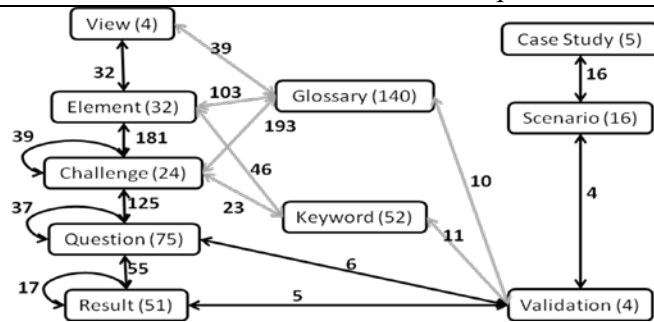 View (4)
39
Case Study (5)
32
16
103
Glossary (140)
Element (32)
Scenario (16)
39
181
193
Challenge (24)
46
10
4
125
23
Keyword (52)
37
11
Question (75)
6
55
17
5
Result (51)
Validation (4)